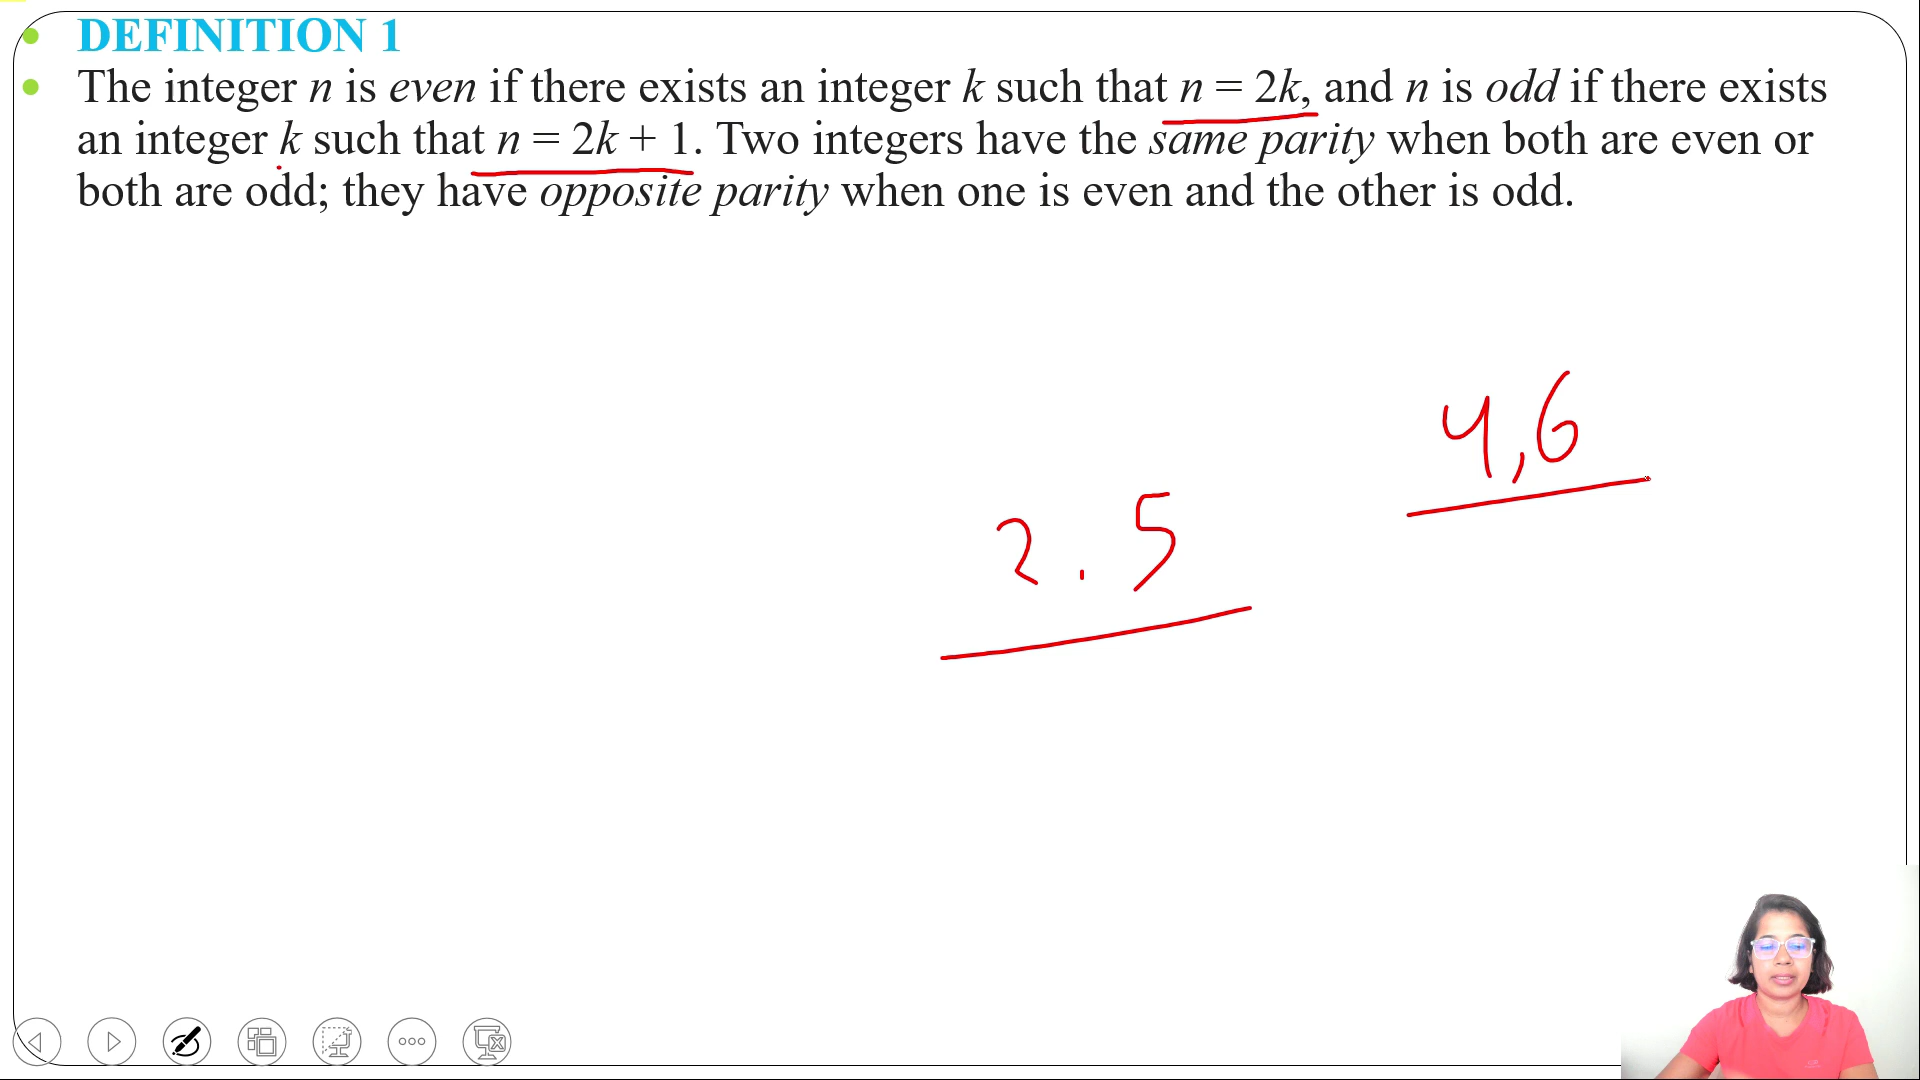 DEFINITION 1
The integer n is even if there exists an integer k such that n = 2k, and n is odd if there exists
an integer k such that n = 2k + 1. Two integers have the same parity when both are even or
both are odd; they have opposite parity when one is even and the other is odd.
4,6
2. 5